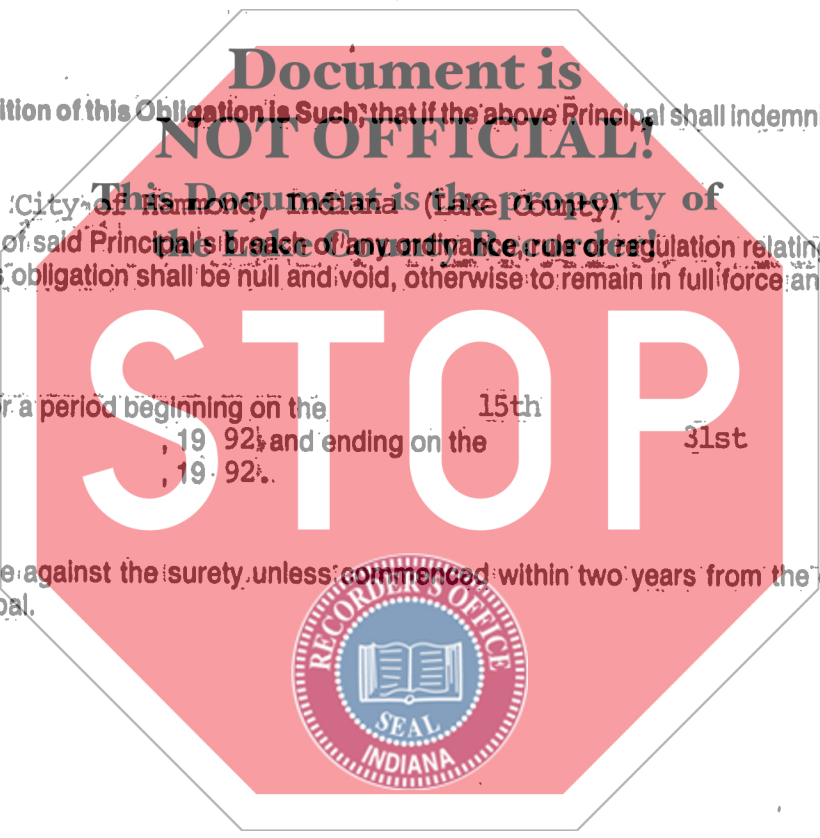 Document is
ition of this Obligation is Such, that if the above Principal shall indemni
NOT OFFICIAL!
This Document is the property of
City of Hammond, Indiana (Lake County)
the Lake County Recorder!
of said Principal's breach of any ordinance, rule or regulation relating
obligation shall be null and void, otherwise to remain in full force an
STOP
r a period beginning on the 15th
, 19 92, and ending on the 31st
, 19 92.
e against the surety unless commenced within two years from the
pal.
RECORDER'S OFFICE
SEAL
INDIANA